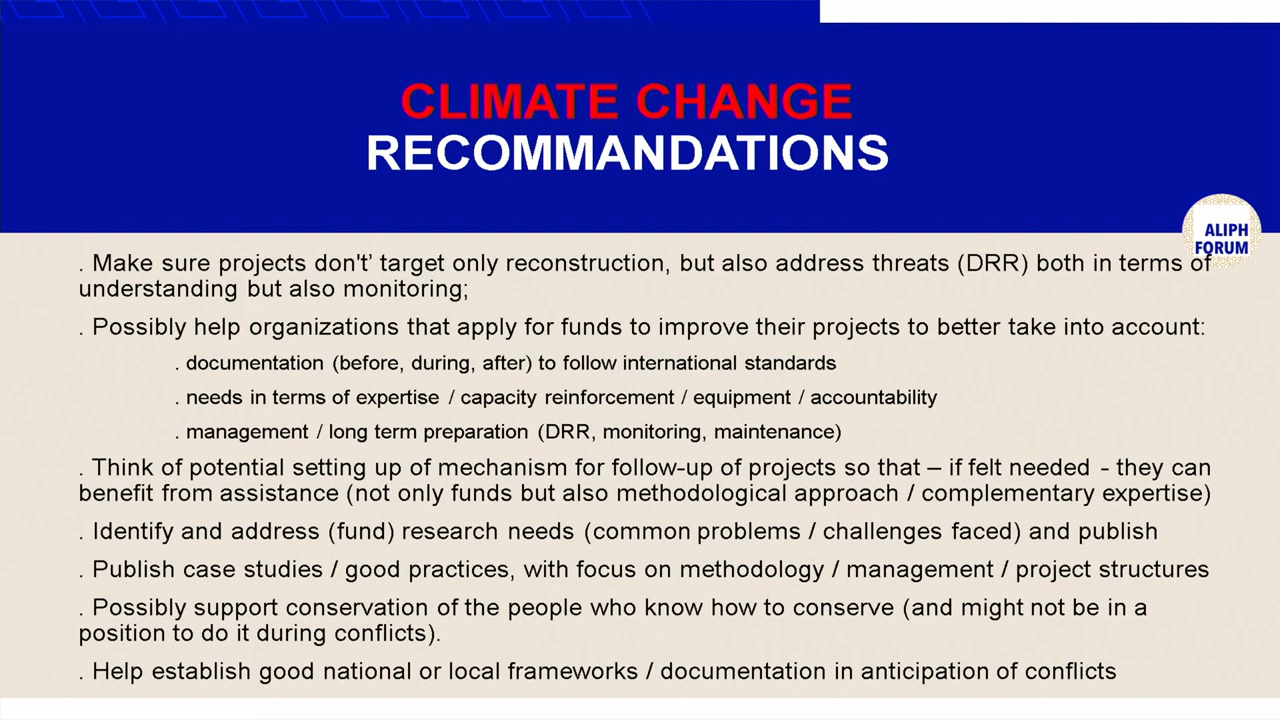 CLIMATE CHANGE
RECOMMANDATIONS
ALIPH
FORUM
. Make sure projects don't’ target only reconstruction, but also address threats (DRR) both in terms of
understanding but also monitoring;
. Possibly help organizations that apply for funds to improve their projects to better take into account:
. documentation (before, during, after) to follow international standards
. needs in terms of expertise / capacity reinforcement / equipment / accountability
. management / long term preparation (DRR, monitoring, maintenance)
. Think of potential setting up of mechanism for follow-up of projects so that – if felt needed - they can
benefit from assistance (not only funds but also methodological approach / complementary expertise)
. Identify and address (fund) research needs (common problems / challenges faced) and publish
. Publish case studies / good practices, with focus on methodology / management / project structures
. Possibly support conservation of the people who know how to conserve (and might not be in a
position to do it during conflicts).
. Help establish good national or local frameworks / documentation in anticipation of conflicts